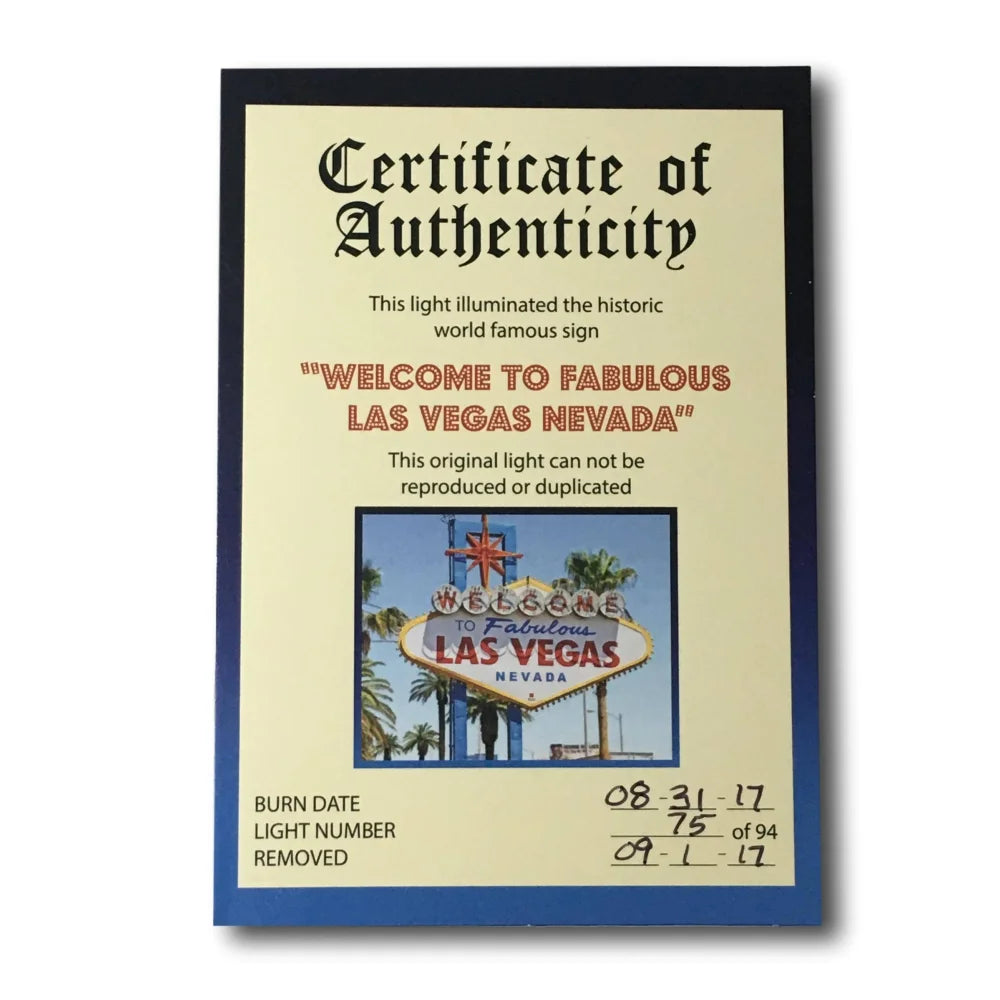 Certificate of
Authenticity
This light illuminated the historic
world famous sign
"WELCOME TO FABULOUS
LAS VEGAS NEVADA"
This original light can not be
reproduced or duplicated
WELCOME
TO Fabulous
LAS VEGAS
NEVADA
BURN DATE 08-31-17
LIGHT NUMBER 75 of 94
REMOVED 09-1-17